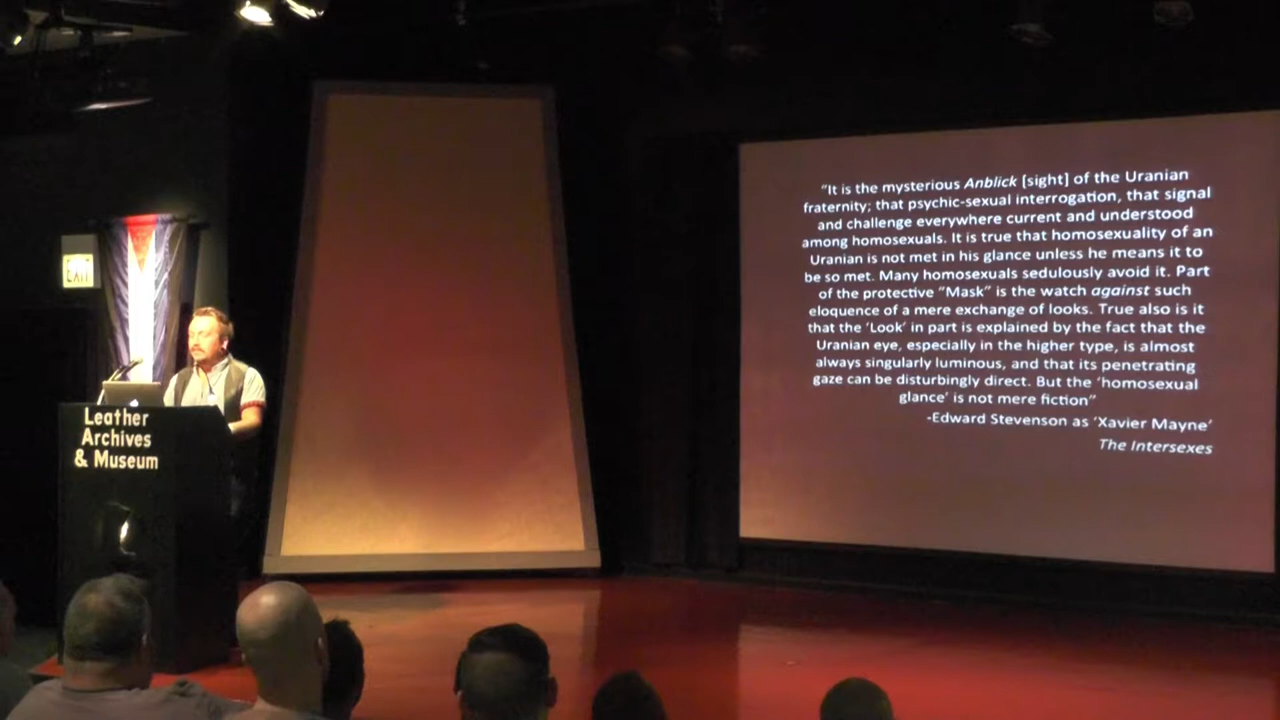 EXIT
Leather
Archives
& Museum
“It is the mysterious Anblick [sight] of the Uranian
fraternity; that psychic-sexual interrogation, that signal
and challenge everywhere current and understood
among homosexuals. It is true that homosexuality of an
Uranian is not met in his glance unless he means it to
be so met. Many homosexuals sedulously avoid it. Part
of the protective “Mask” is the watch against such
eloquence of a mere exchange of looks. True also is it
that the ‘Look’ in part is explained by the fact that the
Uranian eye, especially in the higher type, is almost
always singularly luminous, and that its penetrating
gaze can be disturbingly direct. But the ‘homosexual
glance’ is not mere fiction”
-Edward Stevenson as ‘Xavier Mayne’
The Intersexes